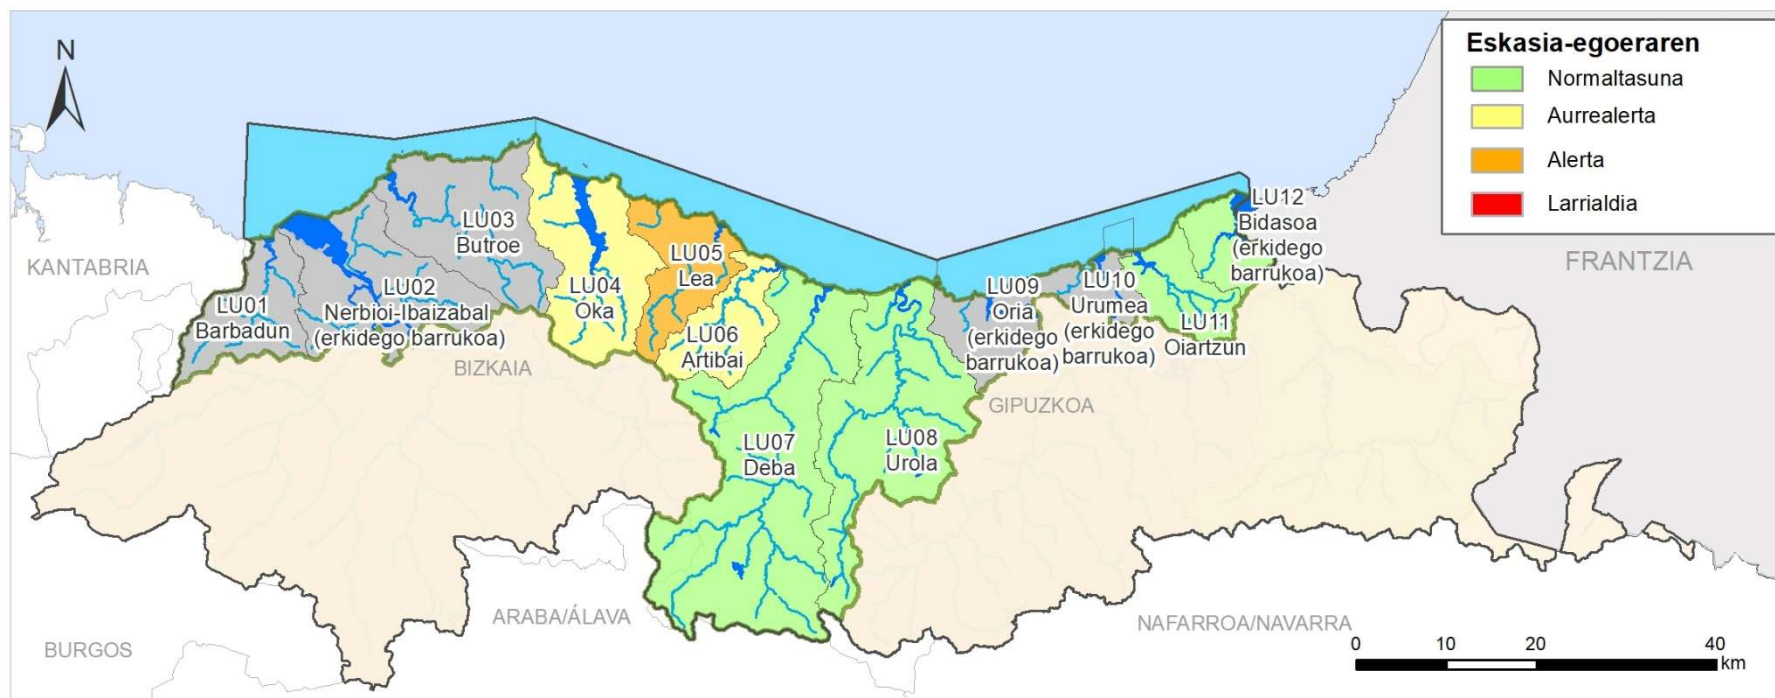 N
Eskasia-egoeraren
Normaltasuna
Aurrealerta
Alerta
Larrialdia
KANTABRIA
FRANTZIA
BIZKAIA
GIPUZKOA
ARABA/ÁLAVA
NAFARROA/NAVARRA
BURGOS
LU01
Barbadun
LU02
Nerbioi-Ibaizabal
(erkidego barrukoa)
LU03
Butroe
LU04
Oka
LU05
Lea
LU06
Artibai
LU07
Deba
LU08
Urola
LU09
Oria
(erkidego
barrukoa)
LU10
Urumea
(erkidego
barrukoa)
LU11
Oiartzun
LU12
Bidasoa
(erkidego
barrukoa)
0 10 20 40
km